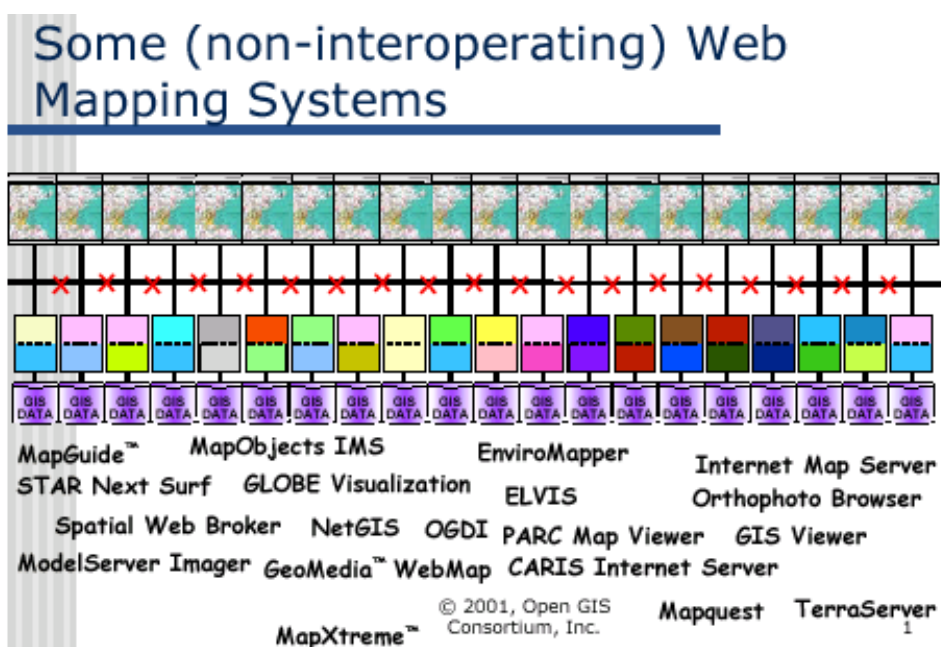 Some (non-interoperating) Web
Mapping Systems
GIS DATA GIS DATA GIS DATA GIS DATA GIS DATA GIS DATA GIS DATA GIS DATA GIS DATA GIS DATA GIS DATA GIS DATA GIS DATA GIS DATA GIS DATA GIS DATA GIS DATA GIS DATA GIS DATA GIS DATA
MapGuide™ MapObjects IMS EnviroMapper Internet Map Server
STAR Next Surf GLOBE Visualization ELVIS Orthophoto Browser
Spatial Web Broker NetGIS OGDI PARC Map Viewer GIS Viewer
ModelServer Imager GeoMedia™ WebMap CARIS Internet Server
MapXtreme™ © 2001, Open GIS Mapquest TerraServer
Consortium, Inc. 1